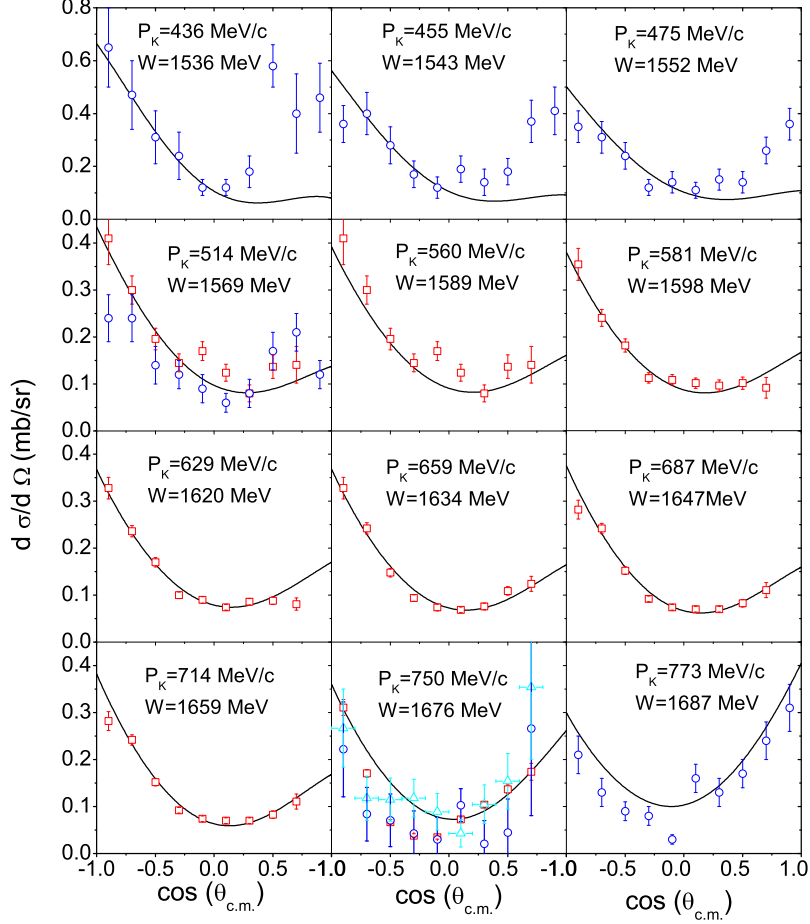 0.8
P_K=436 MeV/c
W=1536 MeV
P_K=455 MeV/c
W=1543 MeV
P_K=475 MeV/c
W=1552 MeV
0.6
0.4
0.2
0.0
P_K=514 MeV/c
W=1569 MeV
P_K=560 MeV/c
W=1589 MeV
P_K=581 MeV/c
W=1598 MeV
0.4
0.3
0.2
0.1
0.0
P_K=629 MeV/c
W=1620 MeV
P_K=659 MeV/c
W=1634 MeV
P_K=687 MeV/c
W=1647MeV
0.3
0.2
0.1
0.0
P_K=714 MeV/c
W=1659 MeV
P_K=750 MeV/c
W=1676 MeV
P_K=773 MeV/c
W=1687 MeV
0.4
0.3
0.2
0.1
0.0
d σ/d Ω (mb/sr)
-1.0 -0.5 0.0 0.5 -1.0 -0.5 0.0 0.5 -1.0 -0.5 0.0 0.5 1.0
cos (θ_c.m.) cos (θ_c.m.) cos (θ_c.m.)